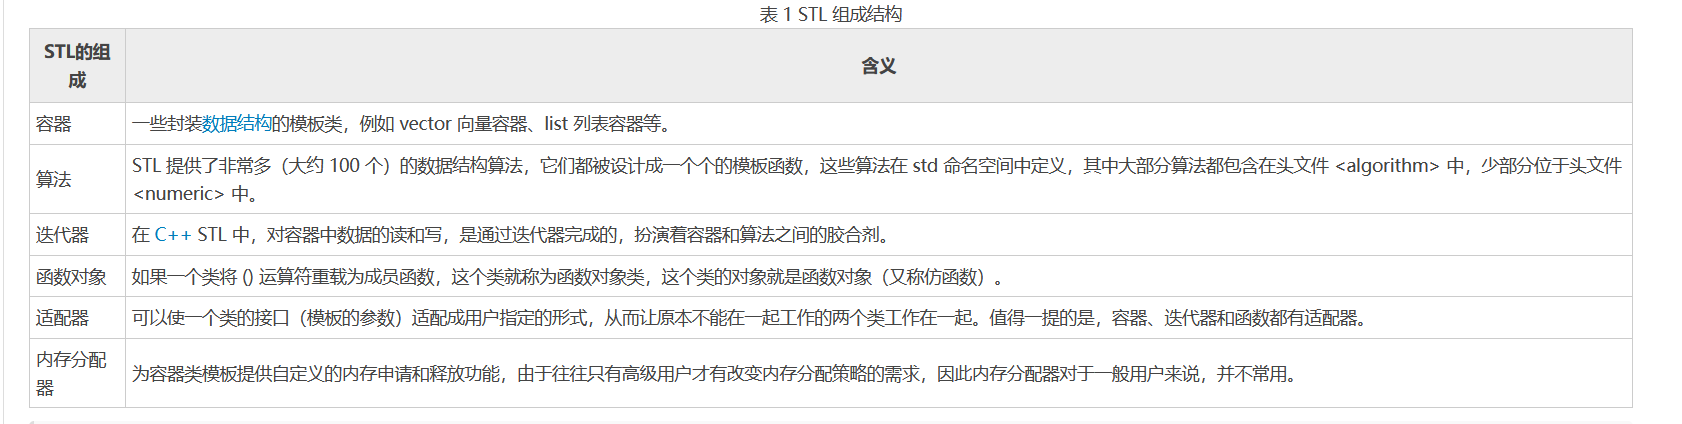 表 1 STL 组成结构
STL的组
成
含义
容器
一些封装数据结构的模板类，例如 vector 向量容器、list 列表容器等。
算法
STL 提供了非常多（大约 100 个）的数据结构算法，它们都被设计成一个个的模板函数，这些算法在 std 命名空间中定义，其中大部分算法都包含在头文件 <algorithm> 中，少部分位于头文件
<numeric> 中。
迭代器
在 C++ STL 中，对容器中数据的读和写，是通过迭代器完成的，扮演着容器和算法之间的胶合剂。
函数对象
如果一个类将 () 运算符重载为成员函数，这个类就称为函数对象类，这个类的对象就是函数对象（又称仿函数）。
适配器
可以使一个类的接口（模板的参数）适配成用户指定的形式，从而让原本不能在一起工作的两个类工作在一起。值得一提的是，容器、迭代器和函数都有适配器。
内存分配
器
为容器类模板提供自定义的内存申请和释放功能，由于往往只有高级用户才有改变内存分配策略的需求，因此内存分配器对于一般用户来说，并不常用。